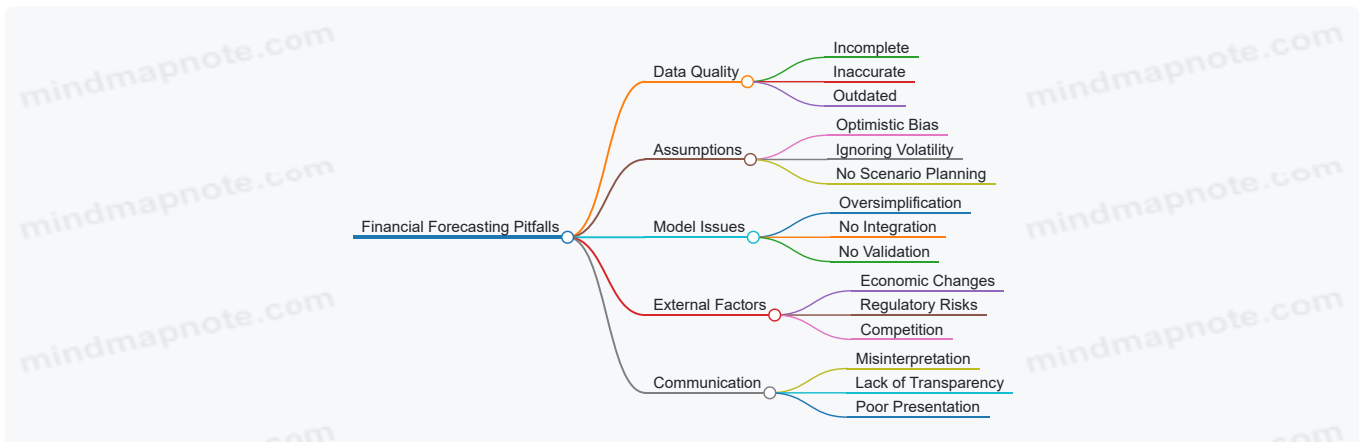 mindmapnote.com
mindmapnote.com
Incomplete
Data Quality
Inaccurate
Outdated
Optimistic Bias
Assumptions
Ignoring Volatility
No Scenario Planning
mindmapnote.com
mindmapnote.com
Oversimplification
Financial Forecasting Pitfalls
Model Issues
No Integration
No Validation
Economic Changes
External Factors
Regulatory Risks
Competition
mindmapnote.com
mindmapnote.com
Misinterpretation
Communication
Lack of Transparency
Poor Presentation